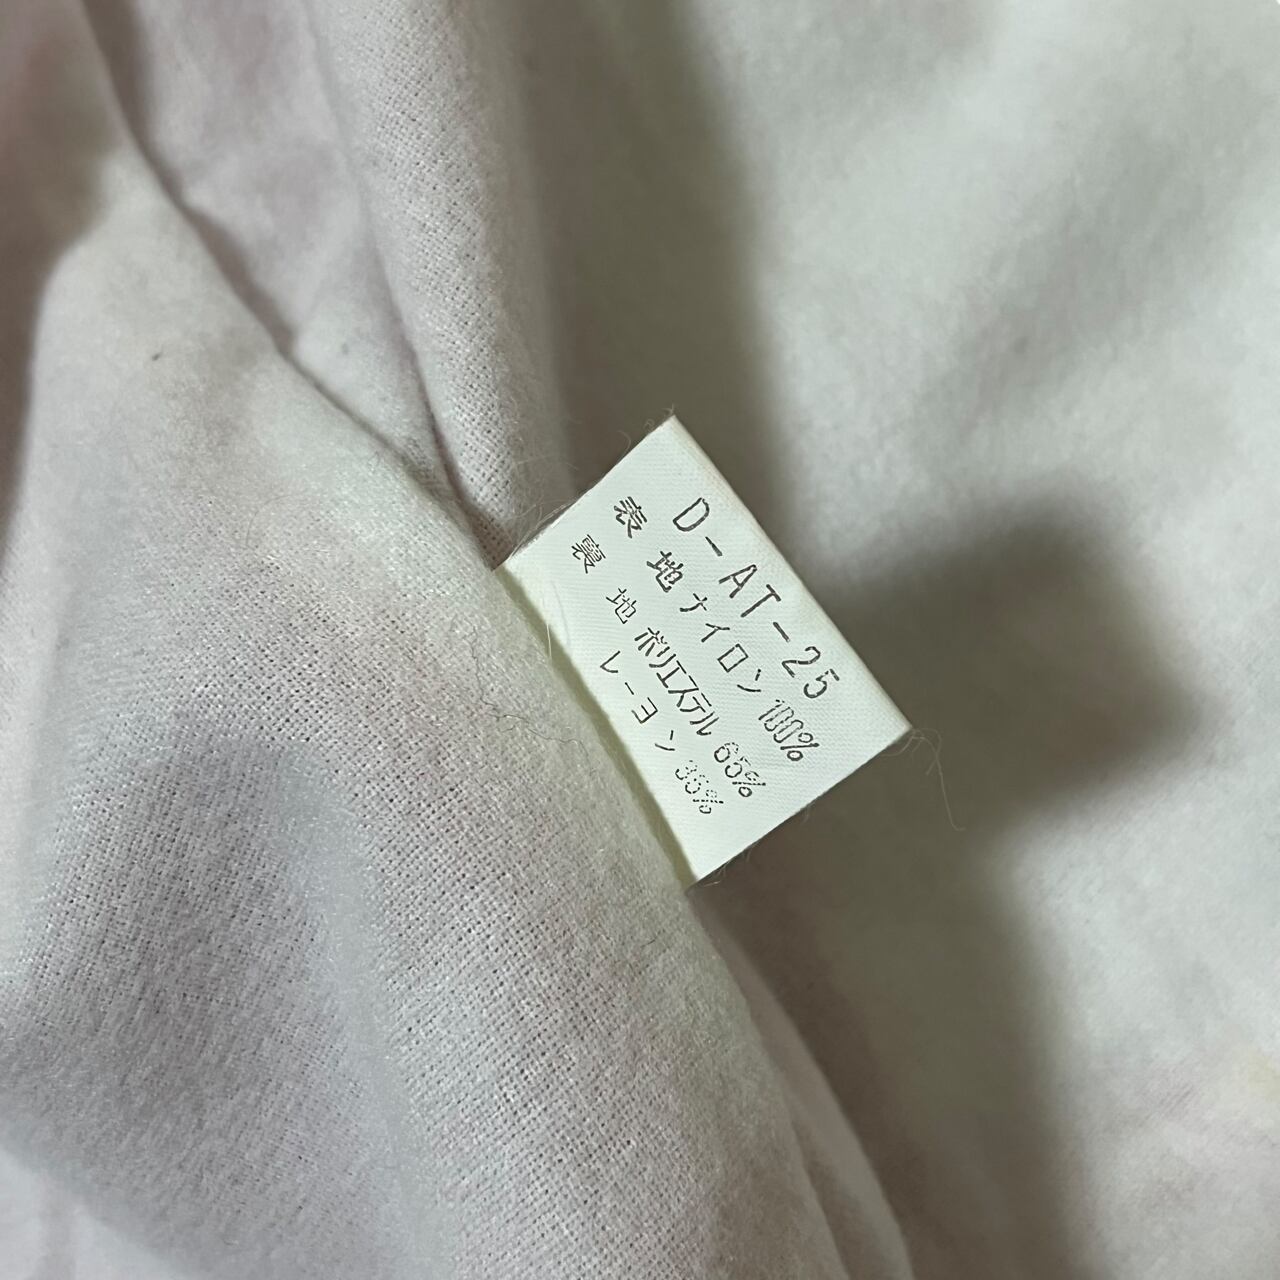 D-AT-25
表 地 ナイロン 100%
裏 地 ポリエステル 65%
レーヨン 35%